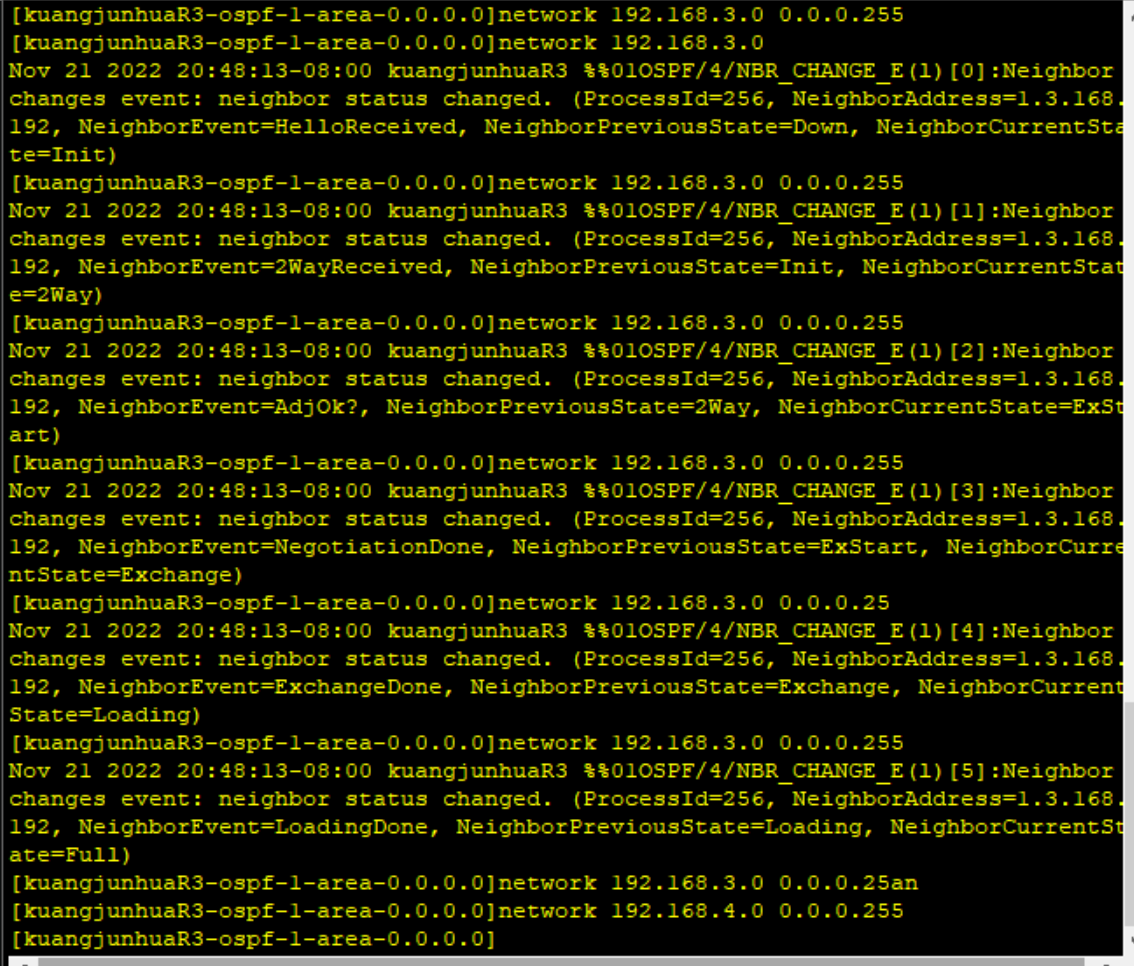 [kuangjunhuaR3-ospf-1-area-0.0.0.0]network 192.168.3.0 0.0.0.255
[kuangjunhuaR3-ospf-1-area-0.0.0.0]network 192.168.3.0
Nov 21 2022 20:48:13-08:00 kuangjunhuaR3 %%01OSPF/4/NBR_CHANGE_E(l)[0]:Neighbor
changes event: neighbor status changed. (ProcessId=256, NeighborAddress=1.3.168.
192, NeighborEvent=HelloReceived, NeighborPreviousState=Down, NeighborCurrentSta
te=Init)
[kuangjunhuaR3-ospf-1-area-0.0.0.0]network 192.168.3.0 0.0.0.255
Nov 21 2022 20:48:13-08:00 kuangjunhuaR3 %%01OSPF/4/NBR_CHANGE_E(l)[1]:Neighbor
changes event: neighbor status changed. (ProcessId=256, NeighborAddress=1.3.168.
192, NeighborEvent=2WayReceived, NeighborPreviousState=Init, NeighborCurrentStat
e=2Way)
[kuangjunhuaR3-ospf-1-area-0.0.0.0]network 192.168.3.0 0.0.0.255
Nov 21 2022 20:48:13-08:00 kuangjunhuaR3 %%01OSPF/4/NBR_CHANGE_E(l)[2]:Neighbor
changes event: neighbor status changed. (ProcessId=256, NeighborAddress=1.3.168.
192, NeighborEvent=AdjOk?, NeighborPreviousState=2Way, NeighborCurrentState=ExSt
art)
[kuangjunhuaR3-ospf-1-area-0.0.0.0]network 192.168.3.0 0.0.0.255
Nov 21 2022 20:48:13-08:00 kuangjunhuaR3 %%01OSPF/4/NBR_CHANGE_E(l)[3]:Neighbor
changes event: neighbor status changed. (ProcessId=256, NeighborAddress=1.3.168.
192, NeighborEvent=NegotiationDone, NeighborPreviousState=ExStart, NeighborCurre
ntState=Exchange)
[kuangjunhuaR3-ospf-1-area-0.0.0.0]network 192.168.3.0 0.0.0.25
Nov 21 2022 20:48:13-08:00 kuangjunhuaR3 %%01OSPF/4/NBR_CHANGE_E(l)[4]:Neighbor
changes event: neighbor status changed. (ProcessId=256, NeighborAddress=1.3.168.
192, NeighborEvent=ExchangeDone, NeighborPreviousState=Exchange, NeighborCurrent
State=Loading)
[kuangjunhuaR3-ospf-1-area-0.0.0.0]network 192.168.3.0 0.0.0.255
Nov 21 2022 20:48:13-08:00 kuangjunhuaR3 %%01OSPF/4/NBR_CHANGE_E(l)[5]:Neighbor
changes event: neighbor status changed. (ProcessId=256, NeighborAddress=1.3.168.
192, NeighborEvent=LoadingDone, NeighborPreviousState=Loading, NeighborCurrentSt
ate=Full)
[kuangjunhuaR3-ospf-1-area-0.0.0.0]network 192.168.3.0 0.0.0.25an
[kuangjunhuaR3-ospf-1-area-0.0.0.0]network 192.168.4.0 0.0.0.255
[kuangjunhuaR3-ospf-1-area-0.0.0.0]